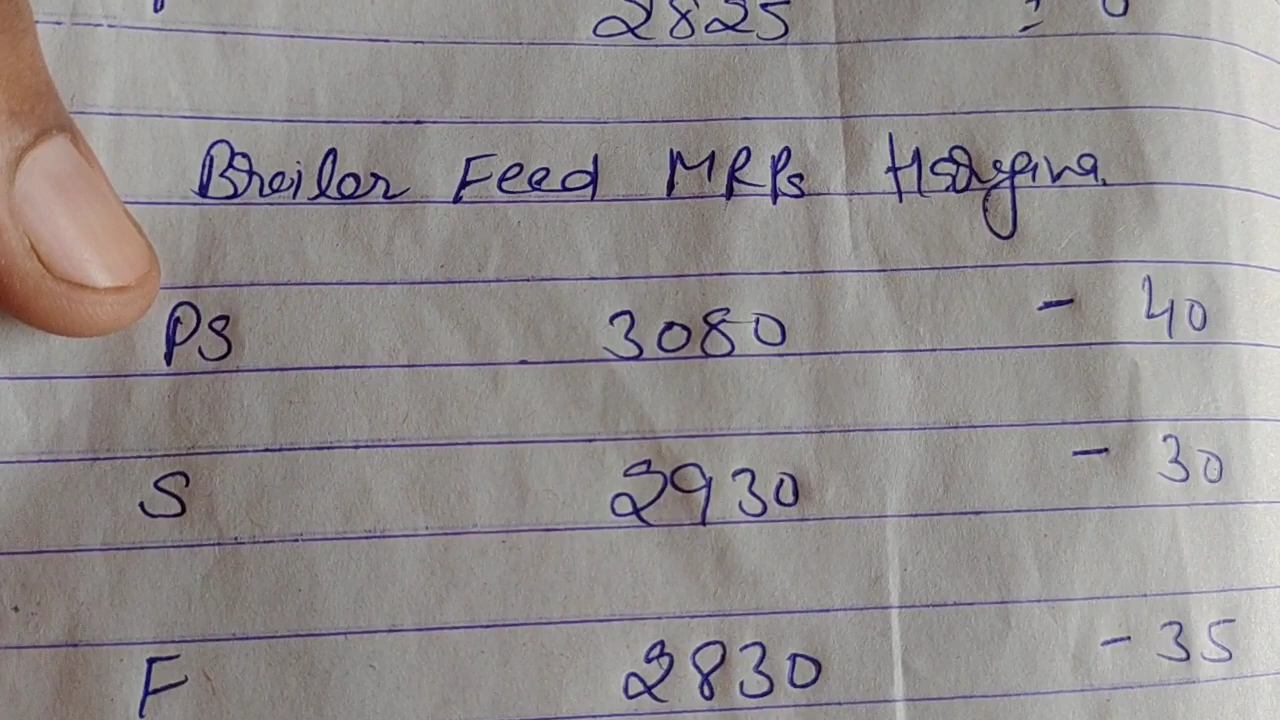 2825
Broiler Feed MRPs Haryana.
PS 3080 - 40
S 2930 - 30
F 2830 - 35